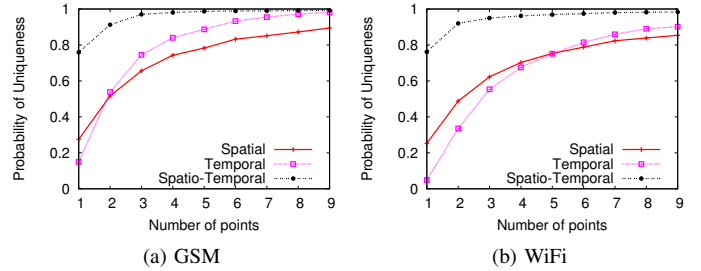 1
0.8
0.6
0.4
0.2
0
Probability of Uniqueness
Spatial
Temporal
Spatio-Temporal
1 2 3 4 5 6 7 8 9
Number of points
(a) GSM
1
0.8
0.6
0.4
0.2
0
Probability of Uniqueness
Spatial
Temporal
Spatio-Temporal
1 2 3 4 5 6 7 8 9
Number of points
(b) WiFi